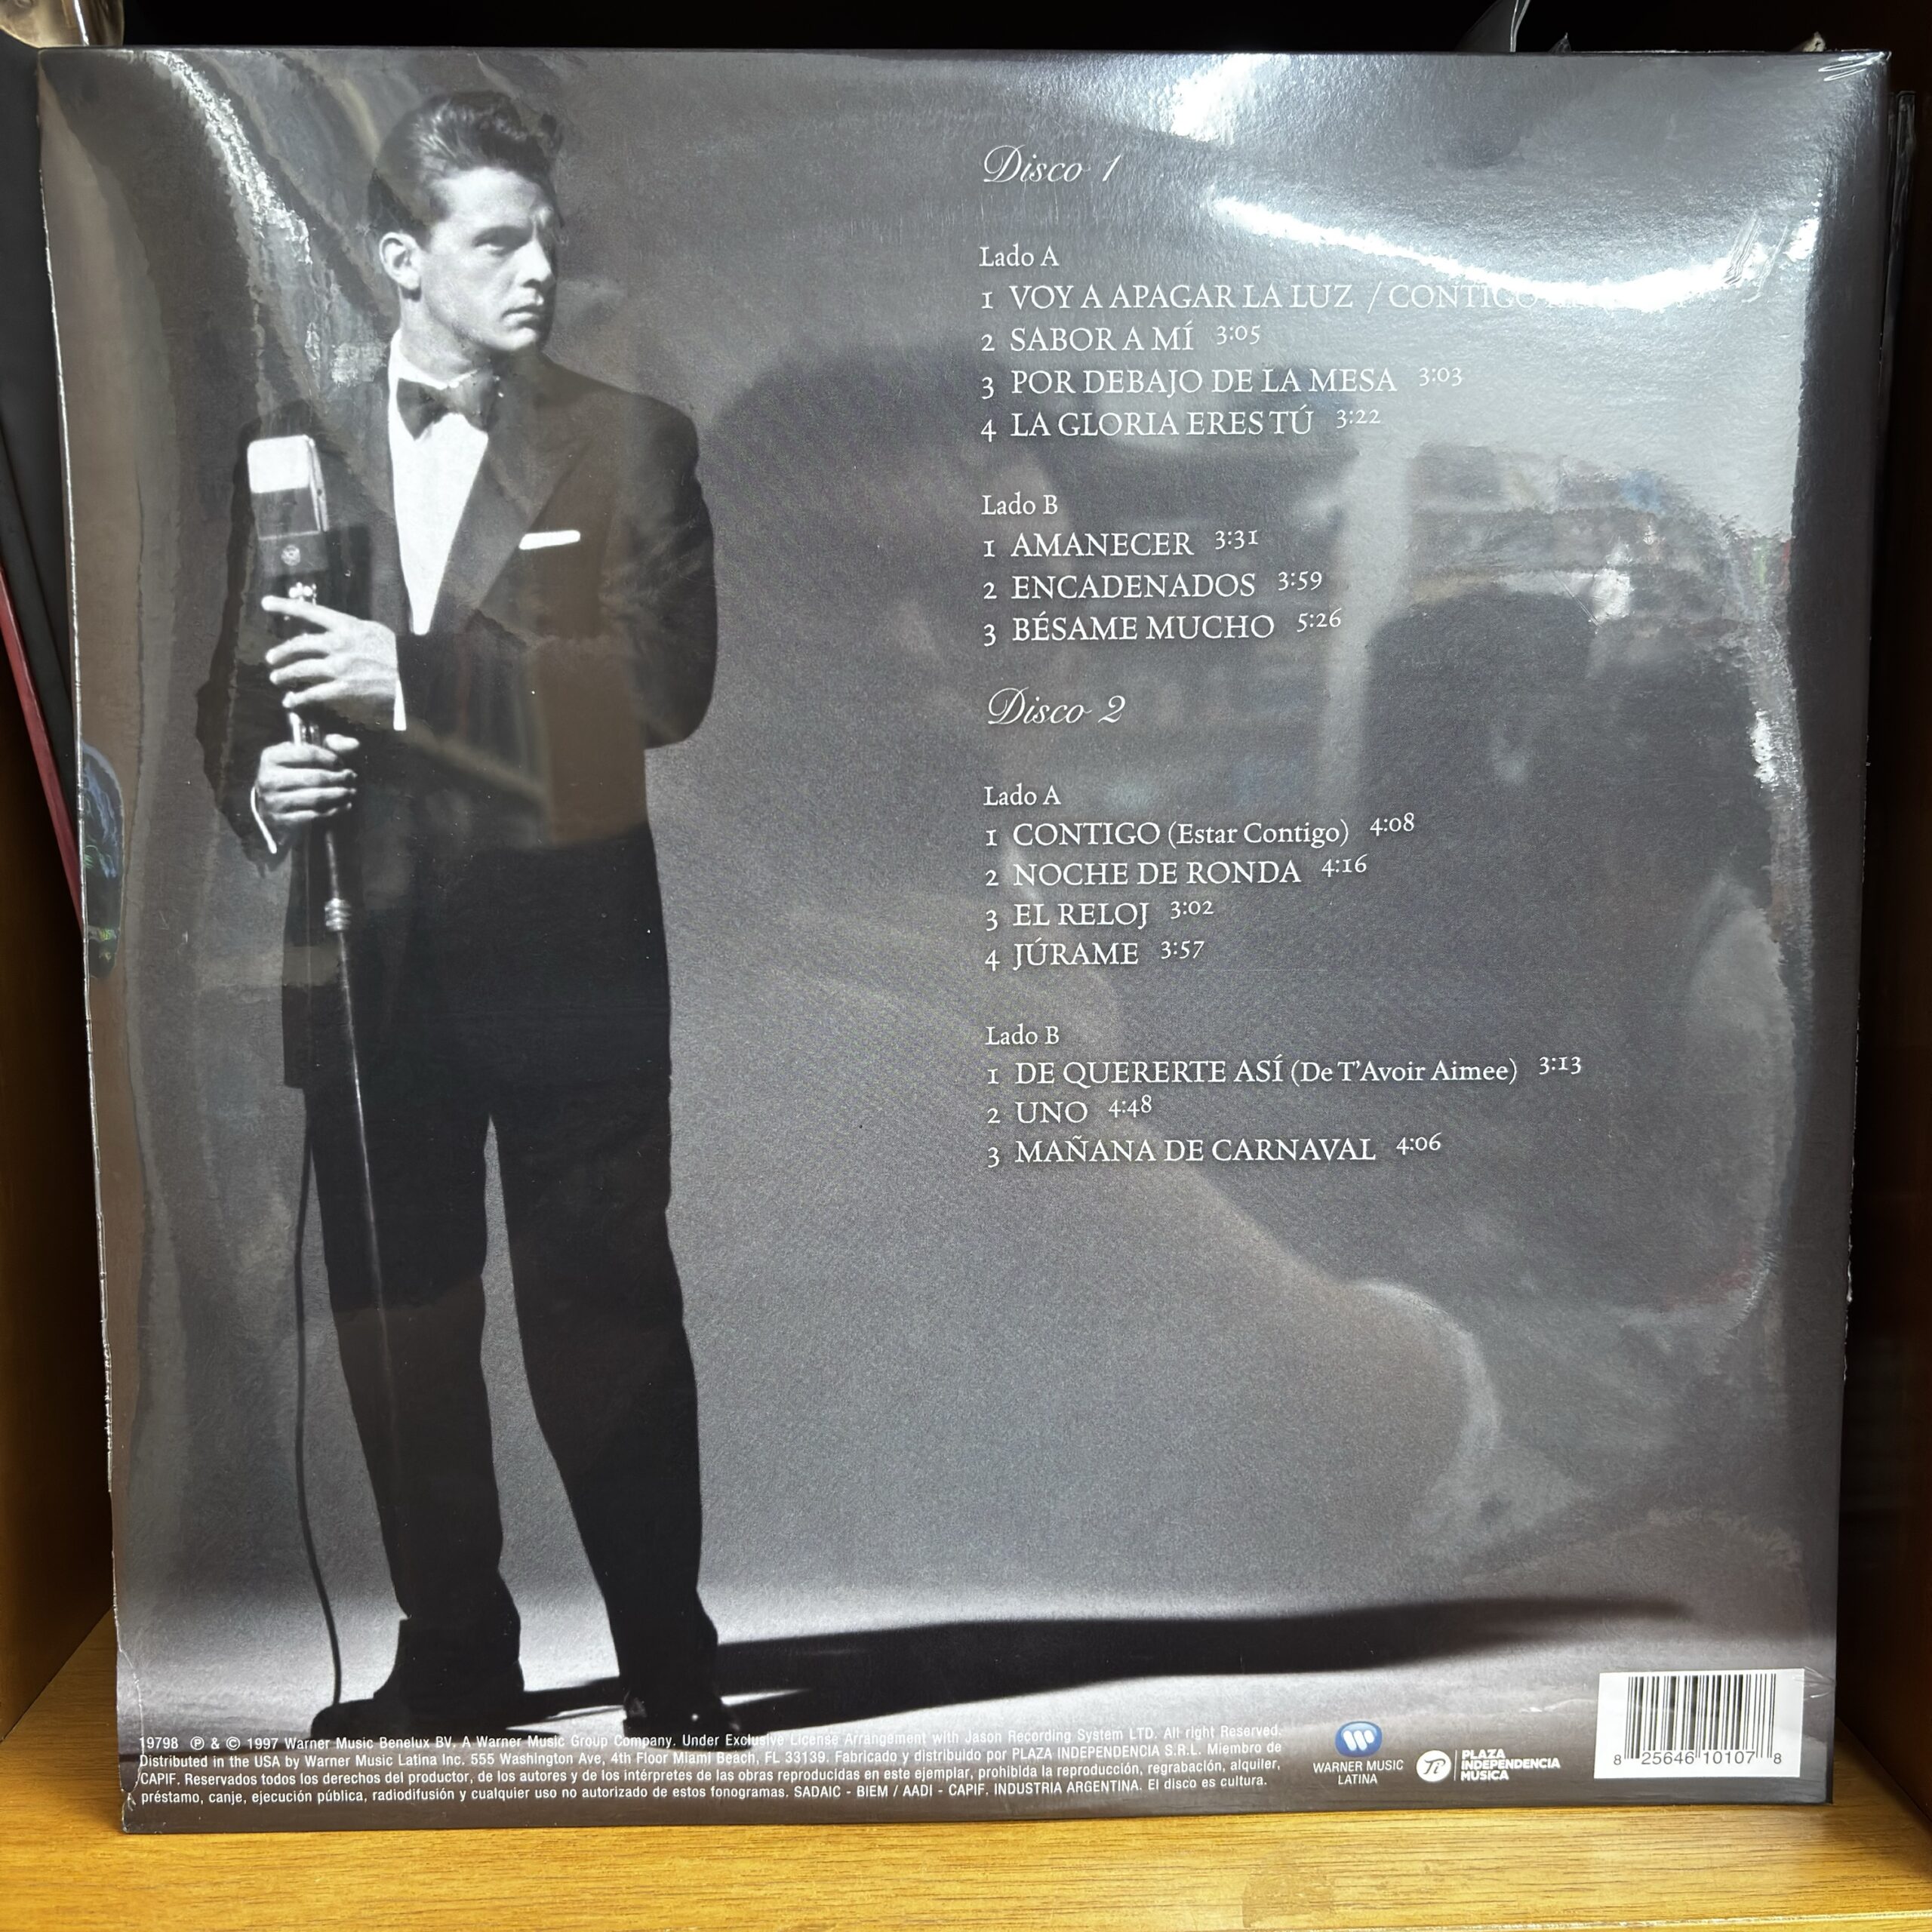 Disco 1
Lado A
1 VOY A APAGAR LA LUZ / CONTIGO
2 SABOR A MÍ 3:05
3 POR DEBAJO DE LA MESA 3:03
4 LA GLORIA ERES TÚ 3:22
Lado B
1 AMANECER 3:31
2 ENCADENADOS 3:59
3 BÉSAME MUCHO 5:26
Disco 2
Lado A
1 CONTIGO (Estar Contigo) 4:08
2 NOCHE DE RONDA 4:16
3 EL RELOJ 3:02
4 JÚRAME 3:57
Lado B
1 DE QUERERTE ASÍ (De T'Avoir Aimee) 3:13
2 UNO 4:48
3 MAÑANA DE CARNAVAL 4:06
19798 ℗ & © 1997 Warner Music Benelux BV. A Warner Music Group Company. Under Exclusive License Arrangement with Jason Recording System LTD. All right Reserved.
Distributed in the USA by Warner Music Latina Inc. 555 Washington Ave, 4th Floor Miami Beach, FL 33139. Fabricado y distribuido por PLAZA INDEPENDENCIA S.R.L. Miembro de
CAPIF. Reservados todos los derechos del productor, de los autores y de los intérpretes de las obras reproducidas en este ejemplar, prohibida la reproducción, regrabación, alquiler,
préstamo, canje, ejecución pública, radiodifusión y cualquier uso no autorizado de estos fonogramas. SADAIC - BIEM / AADI - CAPIF. INDUSTRIA ARGENTINA. El disco es cultura.
WARNER MUSIC
LATINA
PLAZA
INDEPENDENCIA
MUSICA
8 25646 10107 8